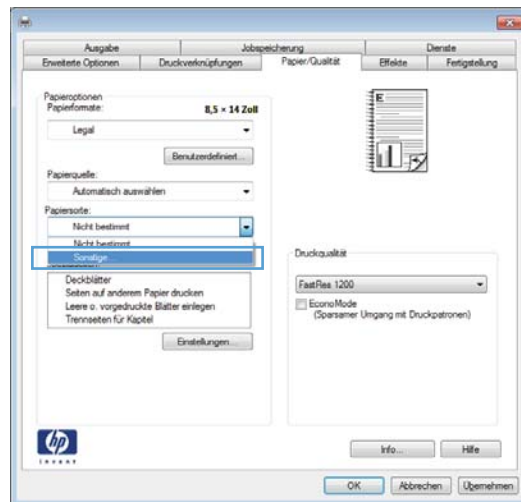 Ausgabe
Jobspeicherung
Dienste
Erweiterte Optionen
Druckverknüpfungen
Papier/Qualität
Effekte
Fertigstellung
Papieroptionen
Papierformate:
8,5 × 14 Zoll
Legal
Benutzerdefiniert...
Papierquelle:
Automatisch auswählen
Papiersorte:
Nicht bestimmt
Nicht bestimmt
Sonstige...
Deckblätter
Seiten auf anderem Papier drucken
Leere o. vorgedruckte Blätter einlegen
Trennseiten für Kapitel
Einstellungen...
E
Druckqualität
FastRes 1200
EconoMode
(Sparsamer Umgang mit Druckpatronen)
hp
invent
Info...
Hilfe
OK
Abbrechen
Übernehmen